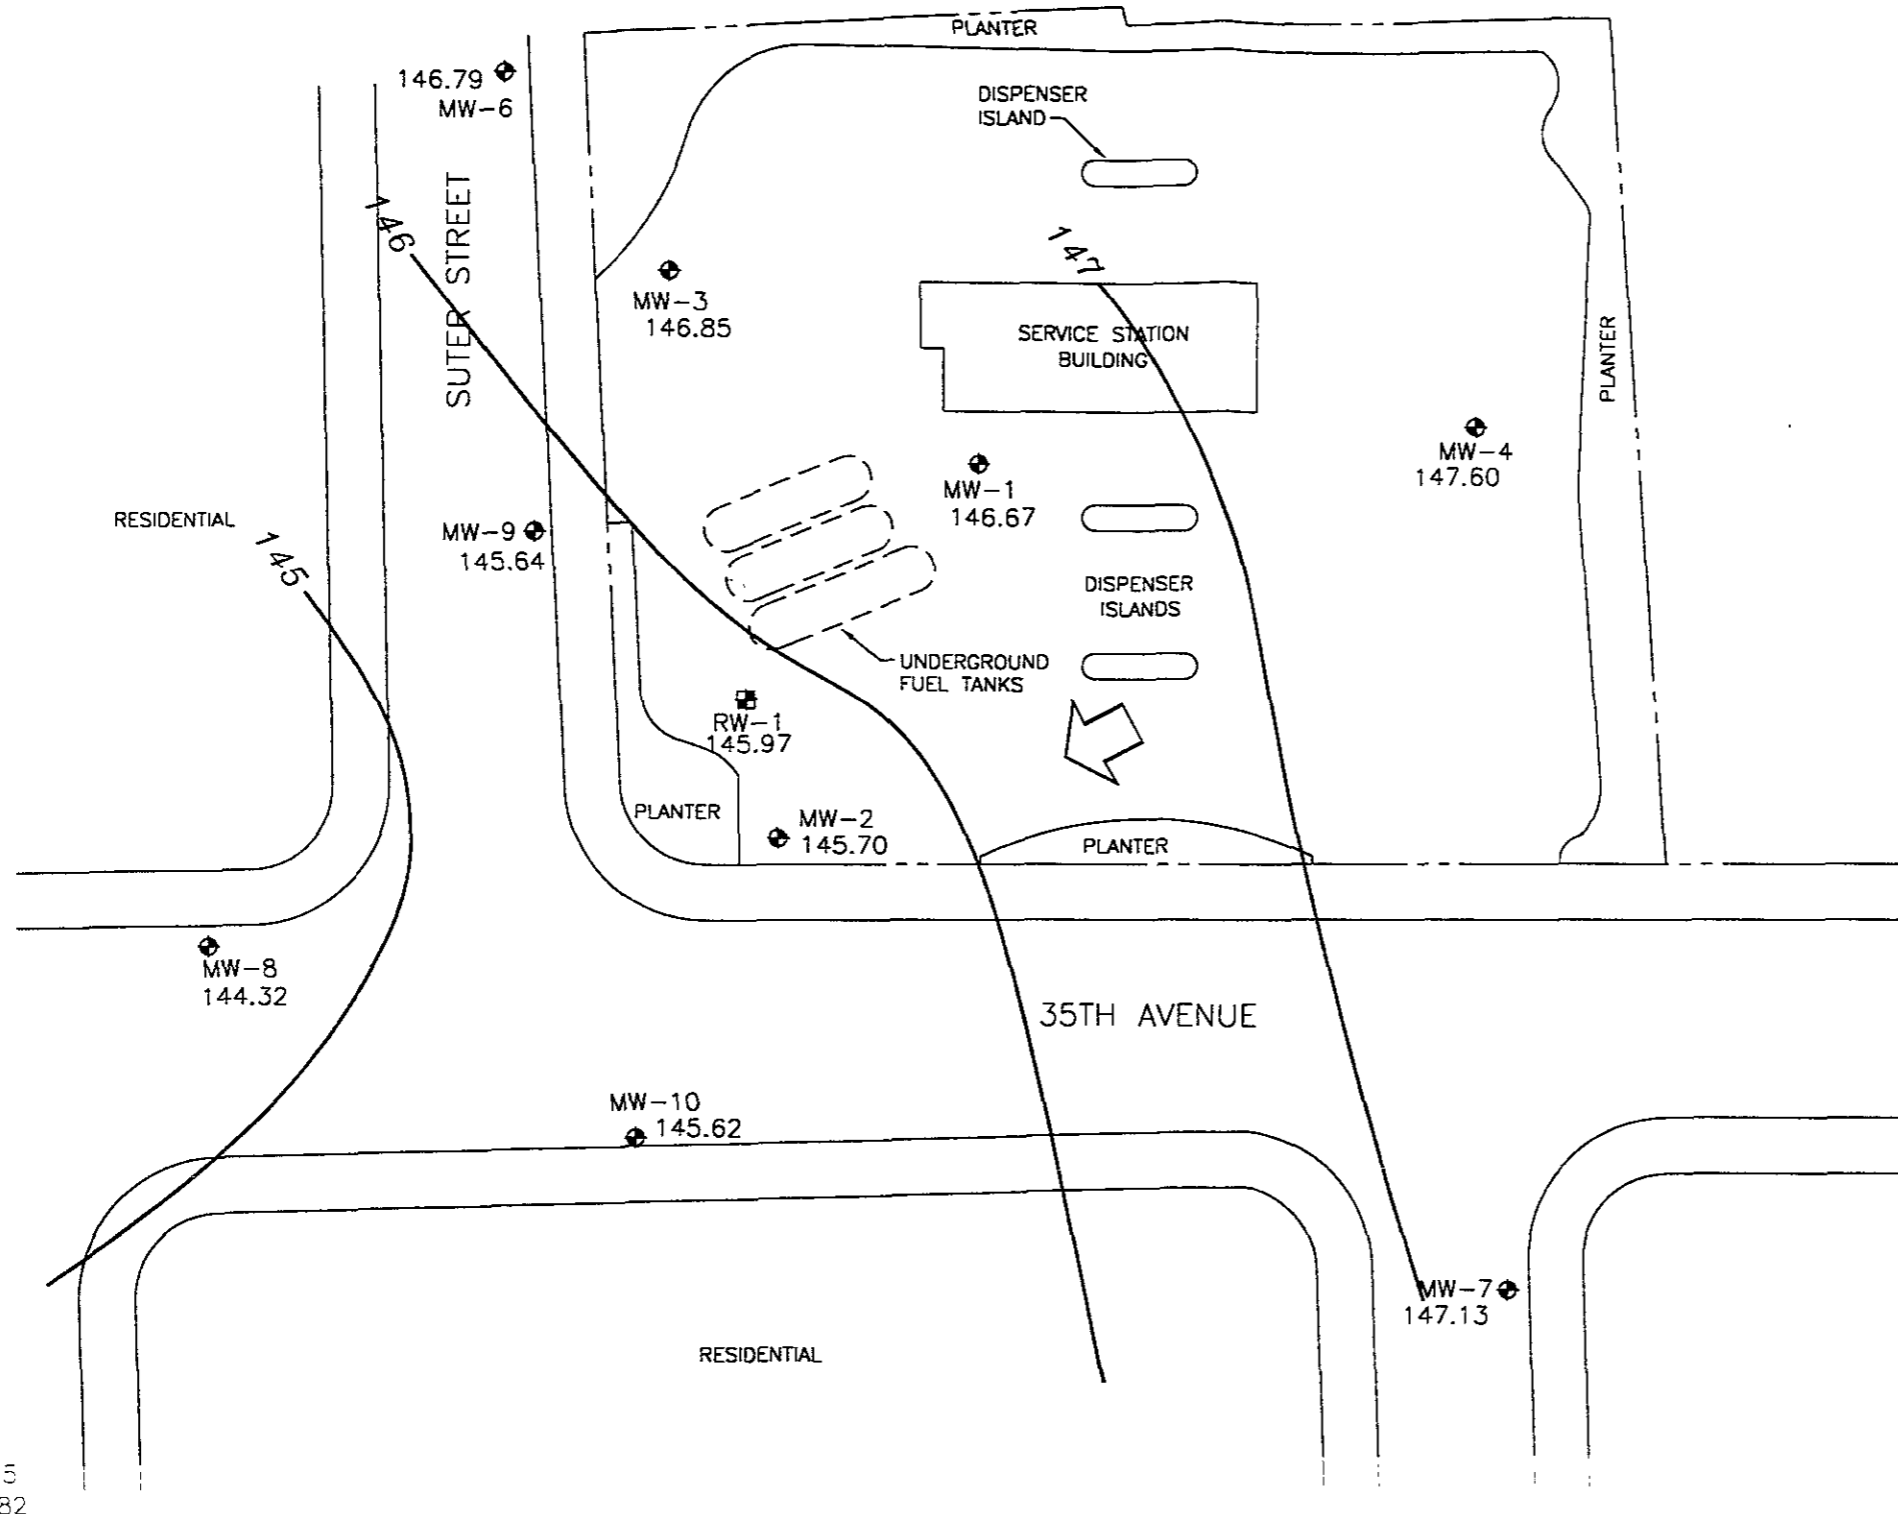 PLANTER
146.79
MW-6
DISPENSER
ISLAND
SUTER STREET
146
147
MW-3
146.85
SERVICE STATION
BUILDING
PLANTER
MW-4
147.60
MW-1
146.67
RESIDENTIAL
145
MW-9
145.64
DISPENSER
ISLANDS
UNDERGROUND
FUEL TANKS
RW-1
145.97
PLANTER
MW-2
145.70
PLANTER
MW-8
144.32
35TH AVENUE
MW-10
145.62
MW-7
147.13
RESIDENTIAL
5
82